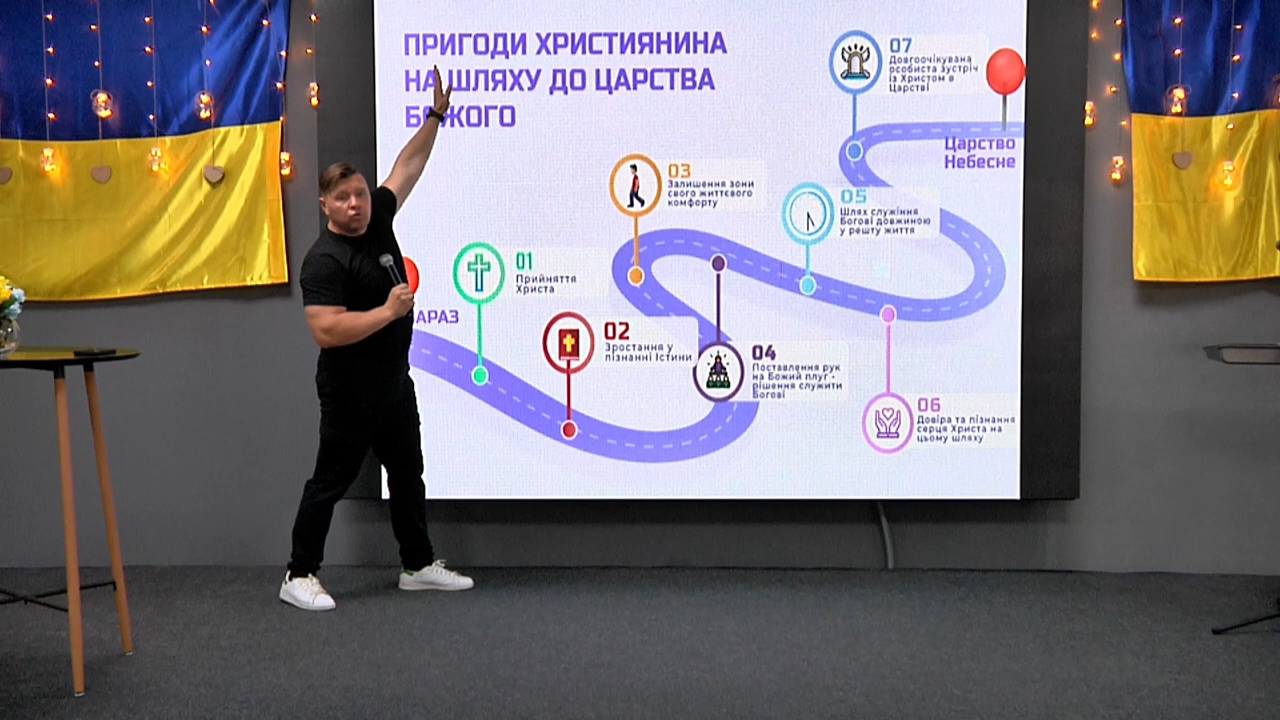 ПРИГОДИ ХРИСТИЯНИНА
НА ШЛЯХУ ДО ЦАРСТВА
БОЖОГО
07
Довгоочікувана
особиста зустріч
із Христом в
Царстві
Царство
Небесне
03
Залишення зони
свого життєвого
комфорту
05
Шлях служіння
Богові довжиною
у решту життя
01
Прийняття
Христа
АРАЗ
02
Зростання у
пізнанні Істини
04
Поставлення рук
на Божий плуг -
рішення служити
Богові
06
Довіра та пізнання
серця Христа на
цьому шляху